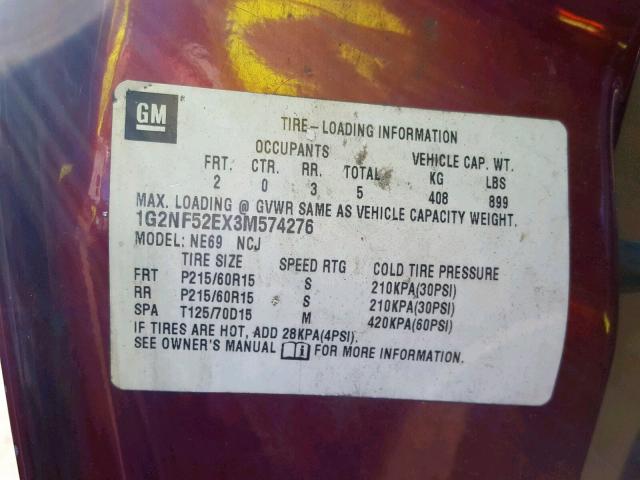 GM
TIRE-LOADING INFORMATION
OCCUPANTS VEHICLE CAP. WT.
FRT. CTR. RR. TOTAL KG LBS
2 0 3 5 408 899
MAX. LOADING @ GVWR SAME AS VEHICLE CAPACITY WEIGHT.
1G2NF52EX3M574276
MODEL: NE69 NCJ
TIRE SIZE SPEED RTG COLD TIRE PRESSURE
FRT P215/60R15 S 210KPA(30PSI)
RR P215/60R15 S 210KPA(30PSI)
SPA T125/70D15 M 420KPA(60PSI)
IF TIRES ARE HOT, ADD 28KPA(4PSI).
SEE OWNER'S MANUAL FOR MORE INFORMATION.